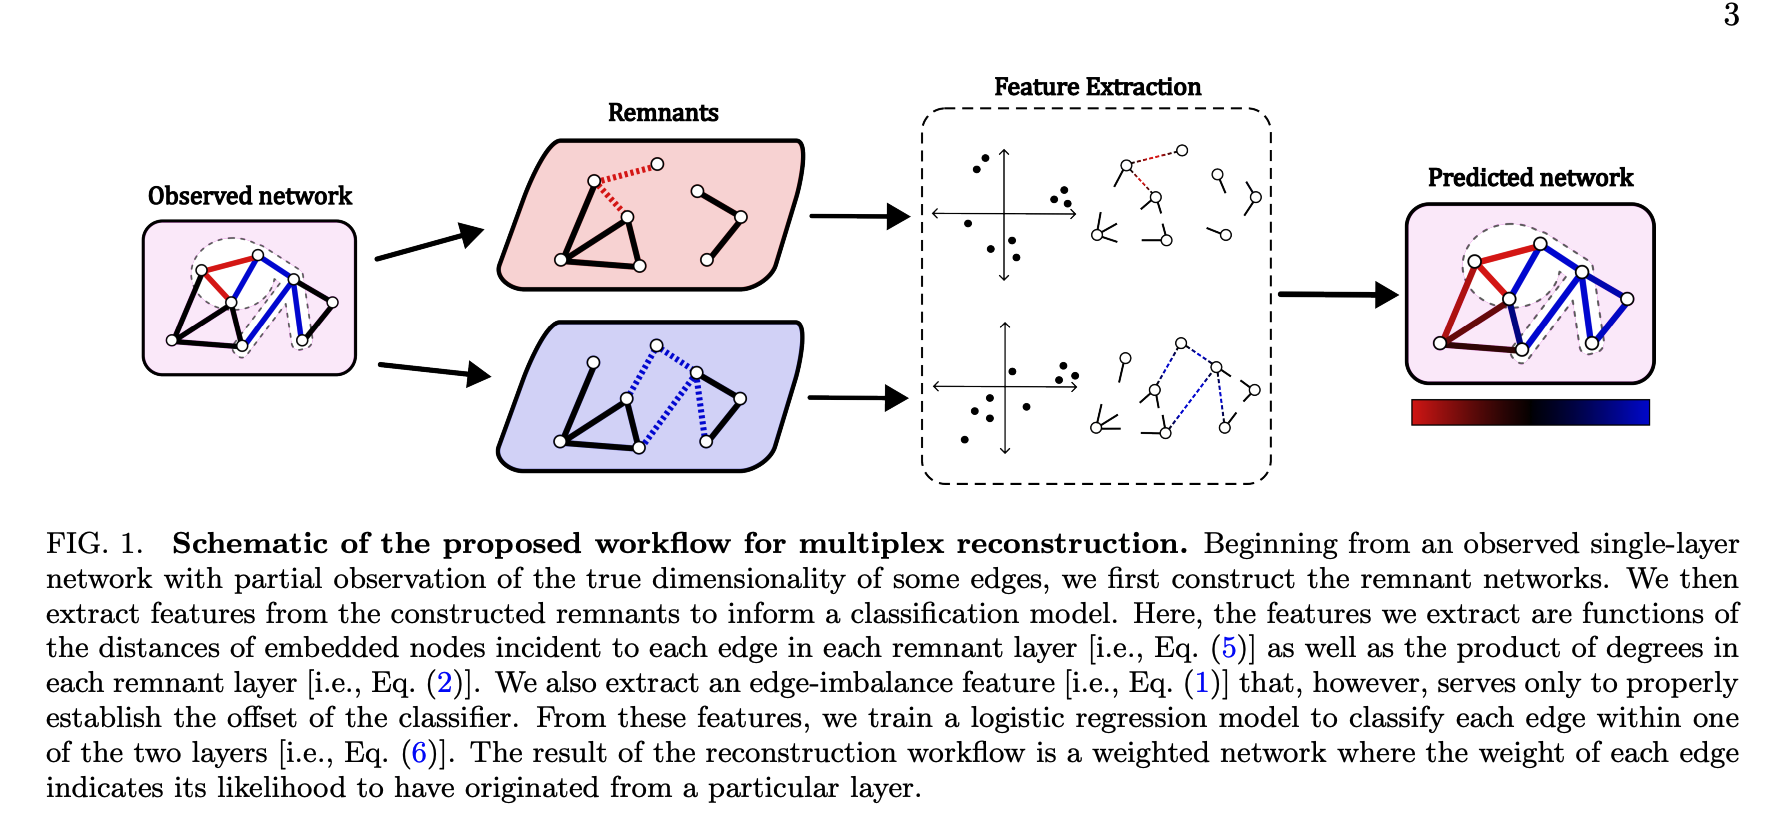 3
Feature Extraction
Remnants
Predicted network
Observed network
FIG. 1. Schematic of the proposed workflow for multiplex reconstruction. Beginning from an observed single-layer
network with partial observation of the true dimensionality of some edges, we first construct the remnant networks. We then
extract features from the constructed remnants to inform a classification model. Here, the features we extract are functions of
the distances of embedded nodes incident to each edge in each remnant layer [i.e., Eq. (5)] as well as the product of degrees in
each remnant layer [i.e., Eq. (2)]. We also extract an edge-imbalance feature [i.e., Eq. (1)] that, however, serves only to properly
establish the offset of the classifier. From these features, we train a logistic regression model to classify each edge within one
of the two layers [i.e., Eq. (6)]. The result of the reconstruction workflow is a weighted network where the weight of each edge
indicates its likelihood to have originated from a particular layer.